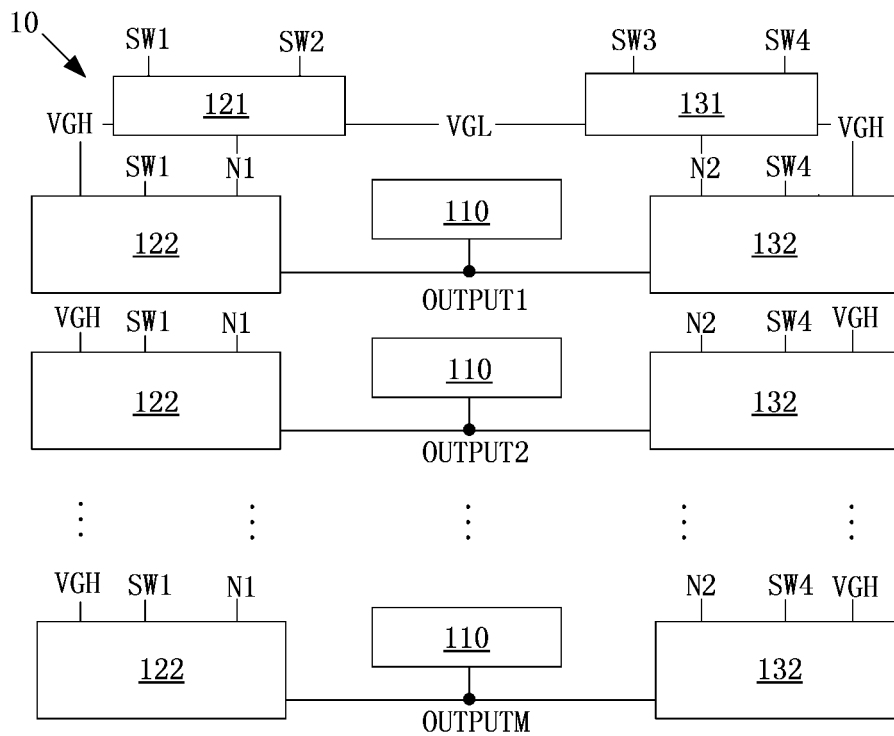 10
SW1 SW2 SW3 SW4
121 131
VGH VGL VGH
SW1 N1 N2 SW4
110
122 132
OUTPUT1
VGH SW1 N1 N2 SW4 VGH
110
122 132
OUTPUT2
VGH SW1 N1 N2 SW4 VGH
110
122 132
OUTPUTM